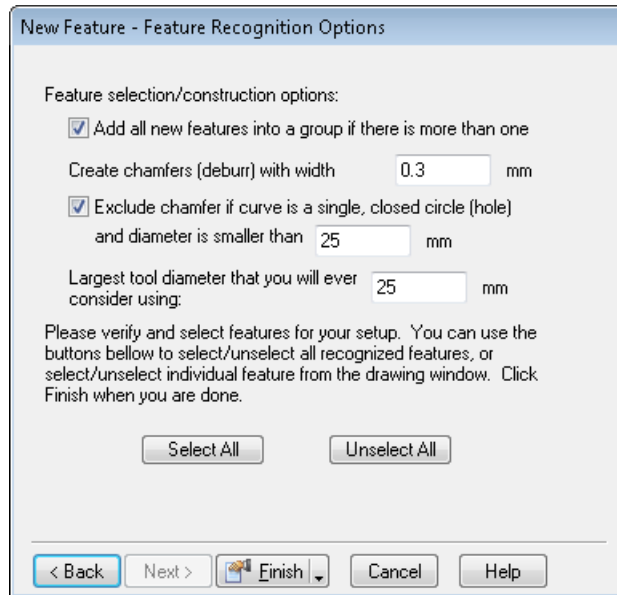 New Feature - Feature Recognition Options
Feature selection/construction options:
Add all new features into a group if there is more than one
Create chamfers (deburr) with width 0.3 mm
Exclude chamfer if curve is a single, closed circle (hole)
and diameter is smaller than 25 mm
Largest tool diameter that you will ever
consider using: 25 mm
Please verify and select features for your setup. You can use the
buttons bellow to select/unselect all recognized features, or
select/unselect individual feature from the drawing window. Click
Finish when you are done.
Select All Unselect All
< Back Next > Finish Cancel Help